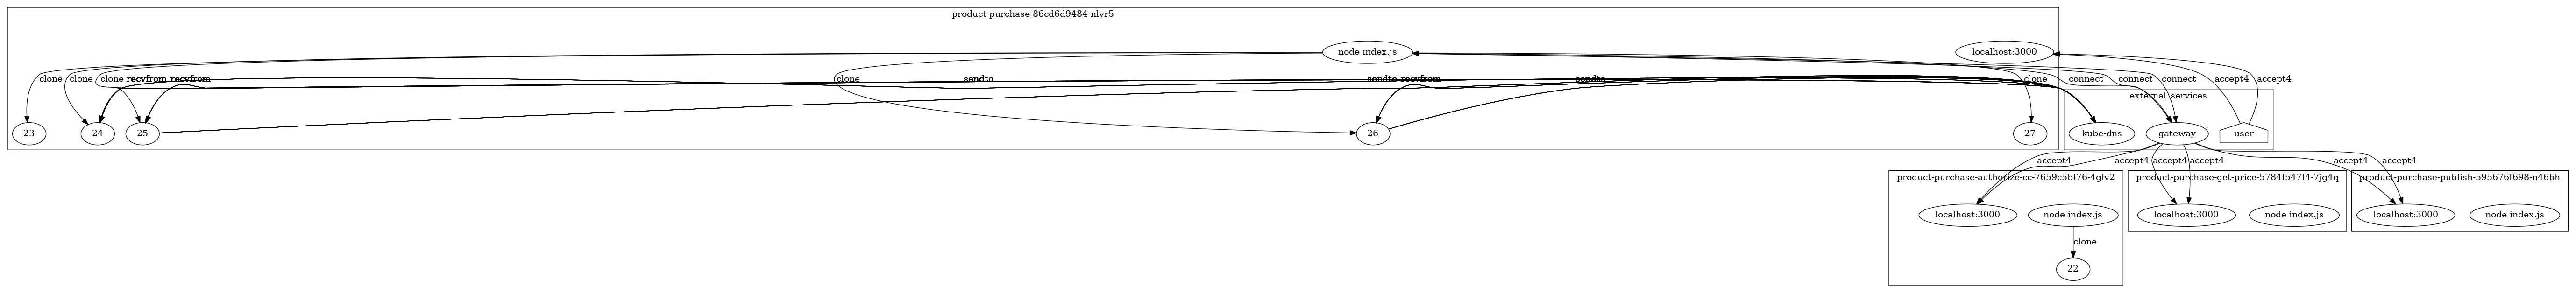 product-purchase-86cd6d9484-nlvr5
node index.js
localhost:3000
clone
clone
clone
recvfrom
recvfrom
clone
sendto
sendto
recvfrom
sendto
clone
connect
connect
connect
accept4
accept4
external_services
23
24
25
26
27
kube-dns
gateway
user
accept4
accept4
accept4
accept4
accept4
accept4
product-purchase-authorize-cc-7659c5bf76-4glv2
product-purchase-get-price-5784f547f4-7jg4q
product-purchase-publish-595676f698-n46bh
localhost:3000
node index.js
localhost:3000
node index.js
localhost:3000
node index.js
clone
22